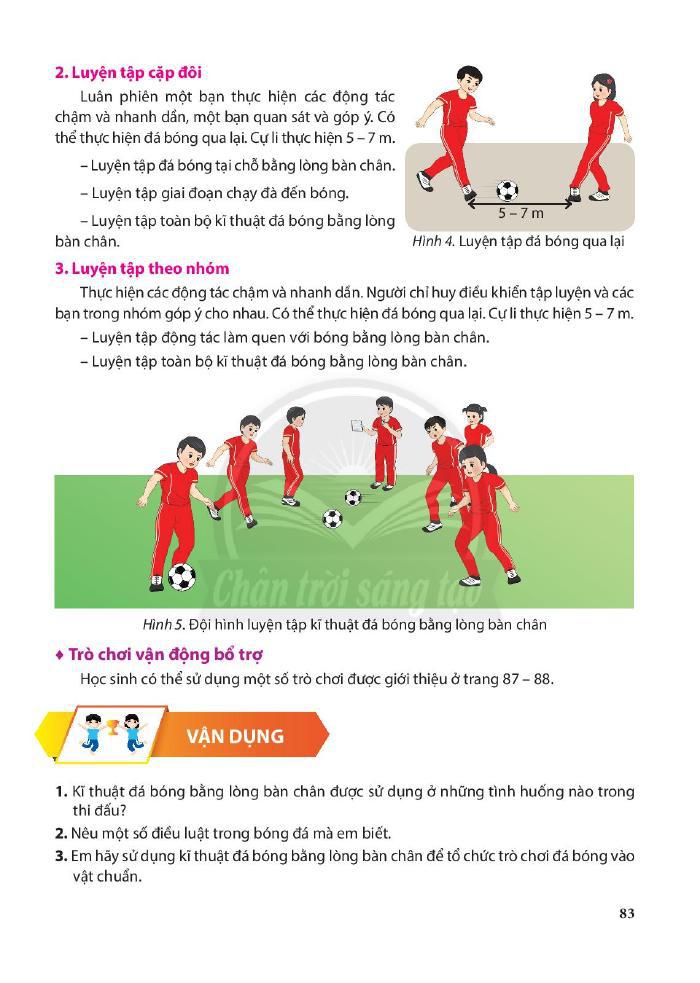 2. Luyện tập cặp đôi
Luân phiên một bạn thực hiện các động tác
chậm và nhanh dần, một bạn quan sát và góp ý. Có
thể thực hiện đá bóng qua lại. Cự li thực hiện 5 – 7 m.
– Luyện tập đá bóng tại chỗ bằng lòng bàn chân.
– Luyện tập giai đoạn chạy đà đến bóng.
– Luyện tập toàn bộ kĩ thuật đá bóng bằng lòng
bàn chân.
5 – 7 m
Hình 4. Luyện tập đá bóng qua lại
3. Luyện tập theo nhóm
Thực hiện các động tác chậm và nhanh dần. Người chỉ huy điều khiển tập luyện và các
bạn trong nhóm góp ý cho nhau. Có thể thực hiện đá bóng qua lại. Cự li thực hiện 5 – 7 m.
– Luyện tập động tác làm quen với bóng bằng lòng bàn chân.
– Luyện tập toàn bộ kĩ thuật đá bóng bằng lòng bàn chân.
Chân trời sáng tạo
Hình 5. Đội hình luyện tập kĩ thuật đá bóng bằng lòng bàn chân
♦ Trò chơi vận động bổ trợ
Học sinh có thể sử dụng một số trò chơi được giới thiệu ở trang 87 – 88.
VẬN DỤNG
1. Kĩ thuật đá bóng bằng lòng bàn chân được sử dụng ở những tình huống nào trong
thi đấu?
2. Nêu một số điều luật trong bóng đá mà em biết.
3. Em hãy sử dụng kĩ thuật đá bóng bằng lòng bàn chân để tổ chức trò chơi đá bóng vào
vật chuẩn.
83